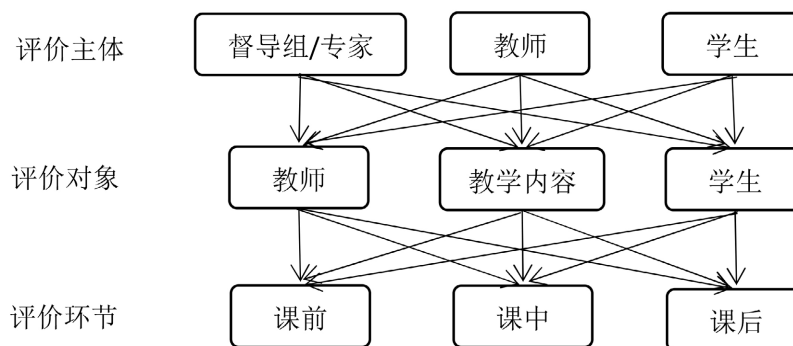 评价主体 督导组/专家 教师 学生
评价对象 教师 教学内容 学生
评价环节 课前 课中 课后